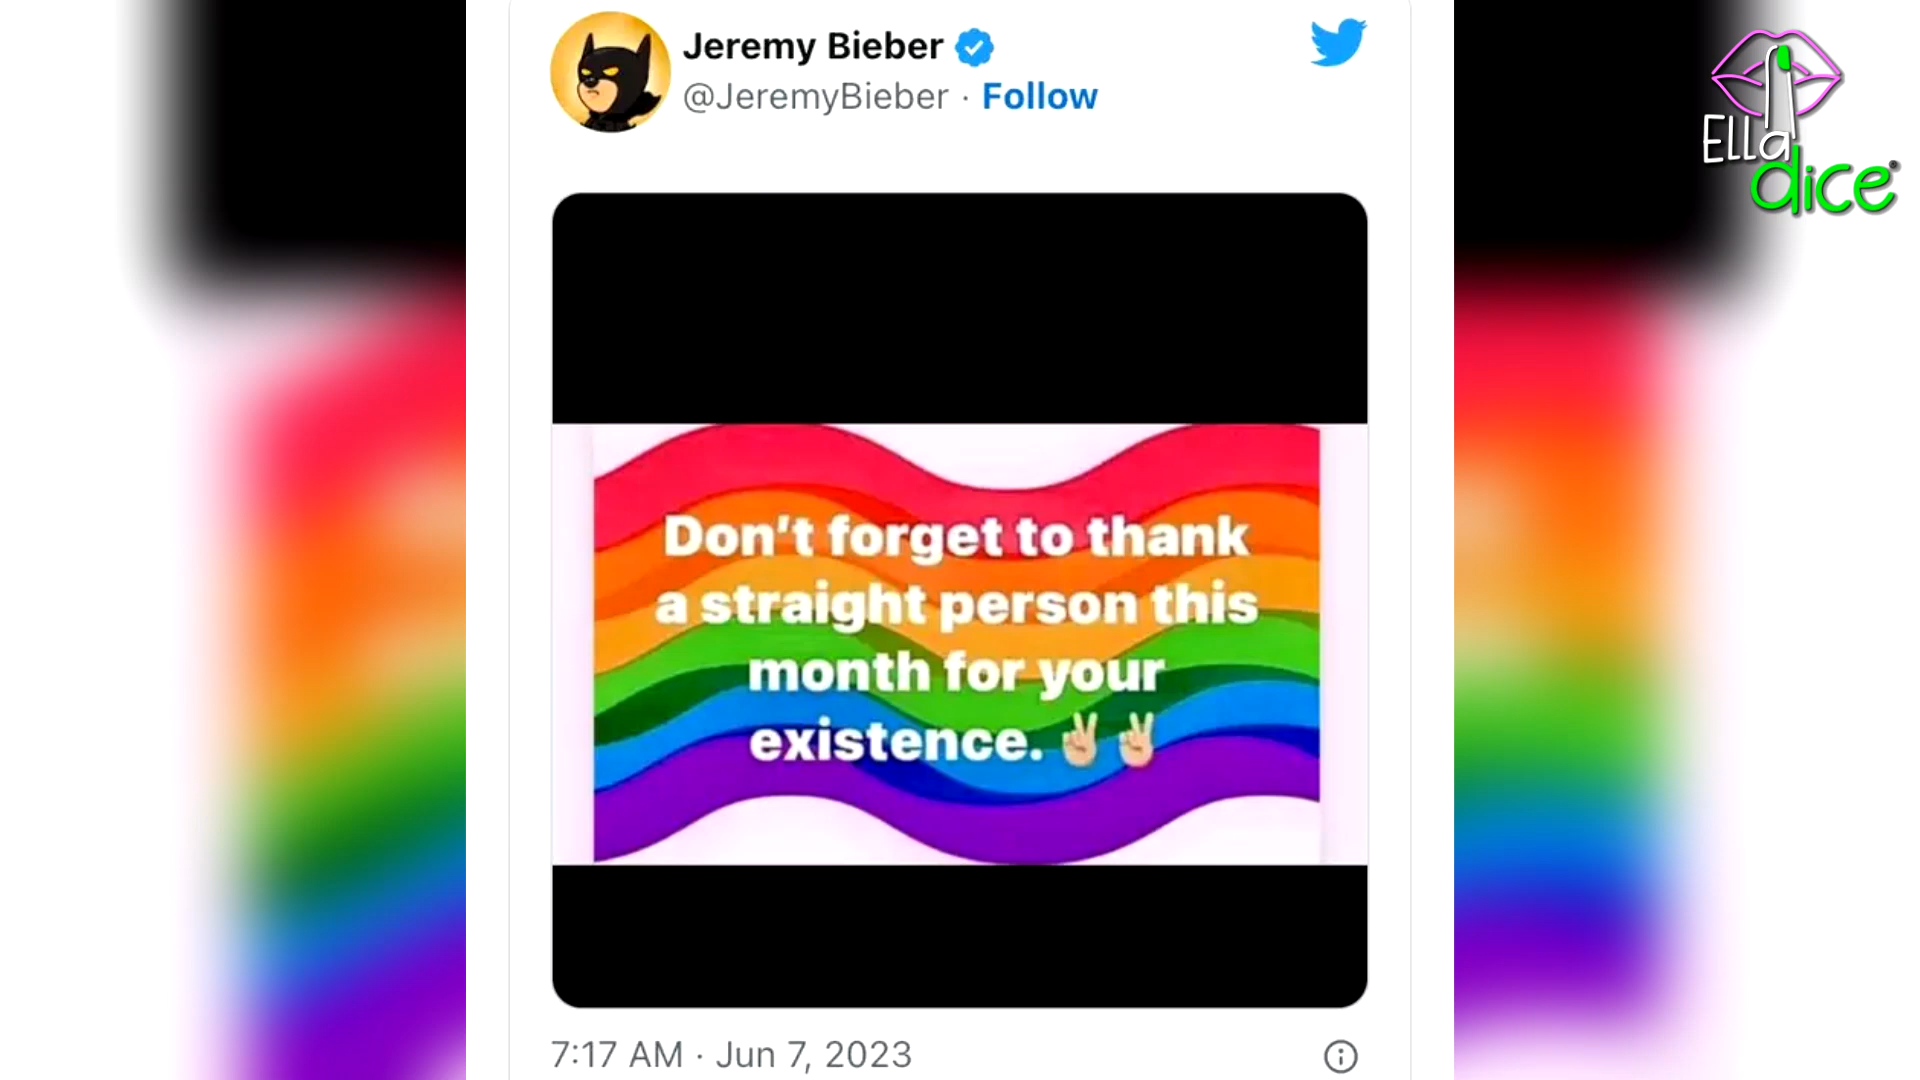 Jeremy Bieber
@JeremyBieber · Follow
ELLa
dice®
Don't forget to thank
a straight person this
month for your
existence. ✌🏼✌🏼
7:17 AM · Jun 7, 2023